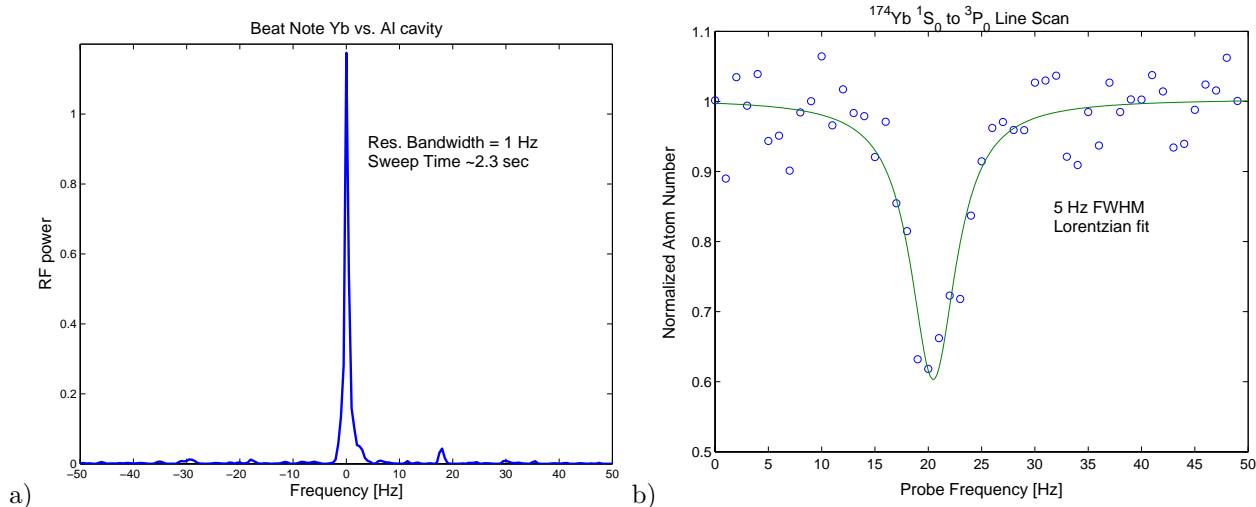 Beat Note Yb vs. Al cavity
RF power
1
0.8
0.6
0.4
0.2
0
Res. Bandwidth = 1 Hz
Sweep Time ~2.3 sec
−50 −40 −30 −20 −10 0 10 20 30 40 50
Frequency [Hz]
a)
¹⁷⁴Yb ¹S₀ to ³P₀ Line Scan
Normalized Atom Number
1.1
1
0.9
0.8
0.7
0.6
0.5
5 Hz FWHM
Lorentzian fit
0 5 10 15 20 25 30 35 40 45 50
Probe Frequency [Hz]
b)